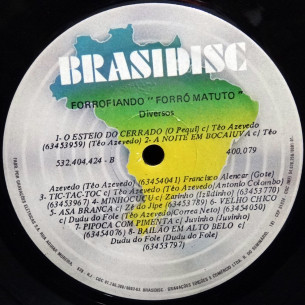 BRASIDISC
FORROFIANDO " FORRÓ MATUTO "
Diversos
1- O ESTEIO DO CERRADO (O Pequi) c/ Téo Azevedo
(63453959) (Téo Azevedo) 2- A NOITE EM BOCAIUVA c/ Téo
532,404,424 - B
400,079
Azevedo (Téo Azevedo) (63454041) Francisco Alencar (Gote)
3- TIC-TAC-TOC c/ Téo Azevedo (Téo Azevedo/Antonio Colombo)
(63453967) 4- MINHOCUÇU c/ Zarinho (Izidinho) (63453770)
5- ASA BRANCA c/ Zé do Jipe (63453789) 6- VELHO CHICO
c/ Dudu do Fole (Téo Azevedo/Correa Neto) (63454050)
7- PIPOCA COM PIMENTA c/ Juvinho (Juvinho)
(63454076) 8- BAILÃO EM ALTO BELO c/
Dudu do Fole (Dudu do Fole)
(63453797)